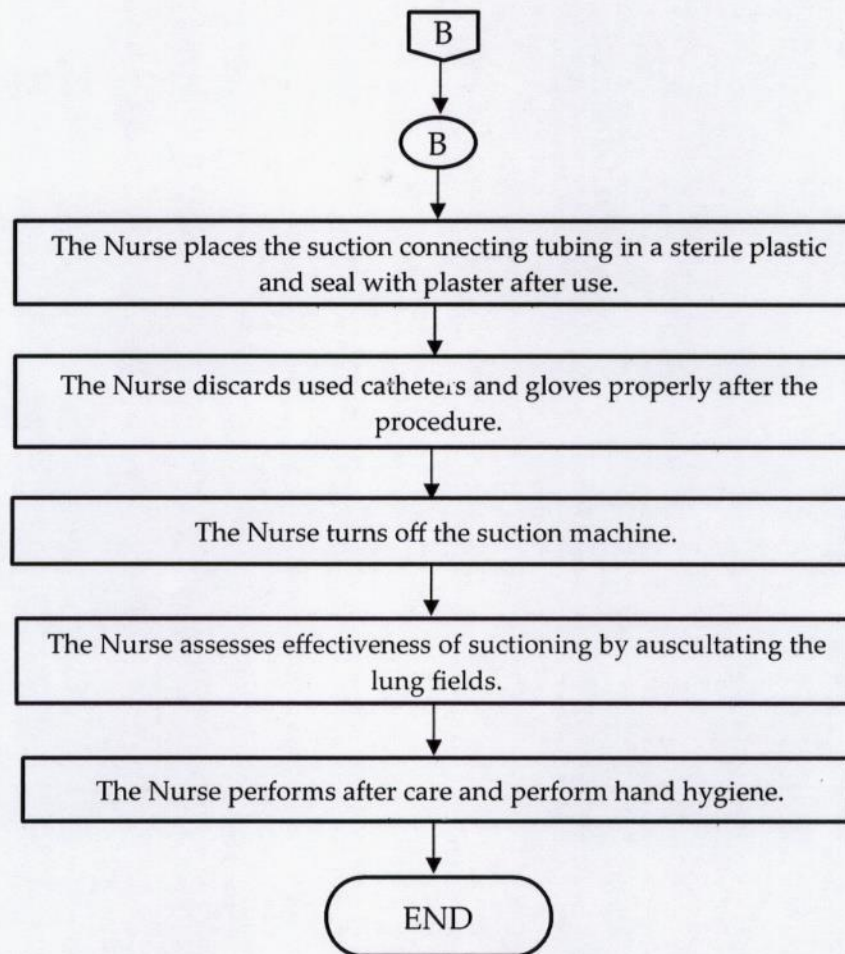 B
B
The Nurse places the suction connecting tubing in a sterile plastic
and seal with plaster after use.
The Nurse discards used catheters and gloves properly after the
procedure.
The Nurse turns off the suction machine.
The Nurse assesses effectiveness of suctioning by auscultating the
lung fields.
The Nurse performs after care and perform hand hygiene.
END